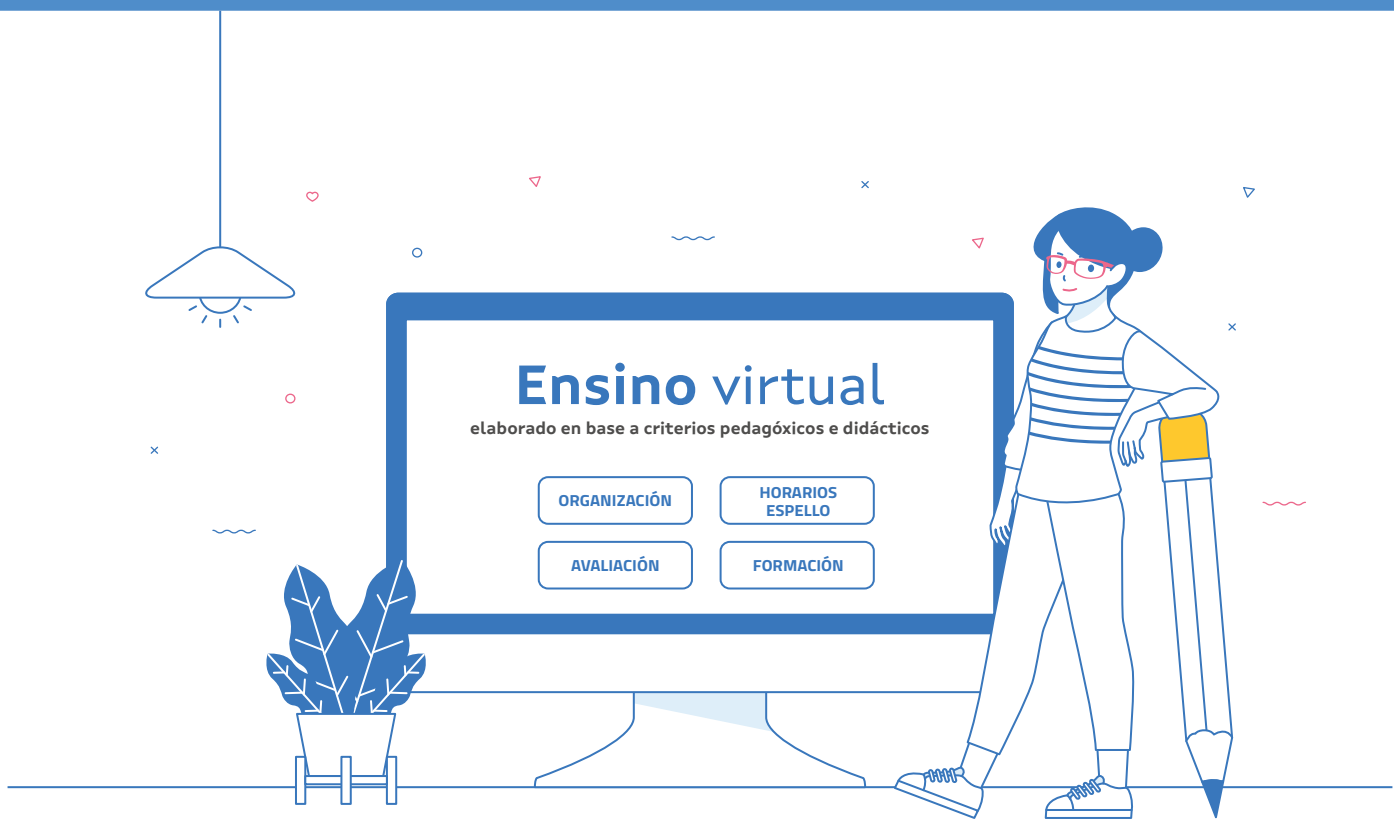 Ensino virtual
elaborado en base a criterios pedagóxicos e didácticos
ORGANIZACIÓN
HORARIOS
ESPELLO
AVALIACIÓN
FORMACIÓN